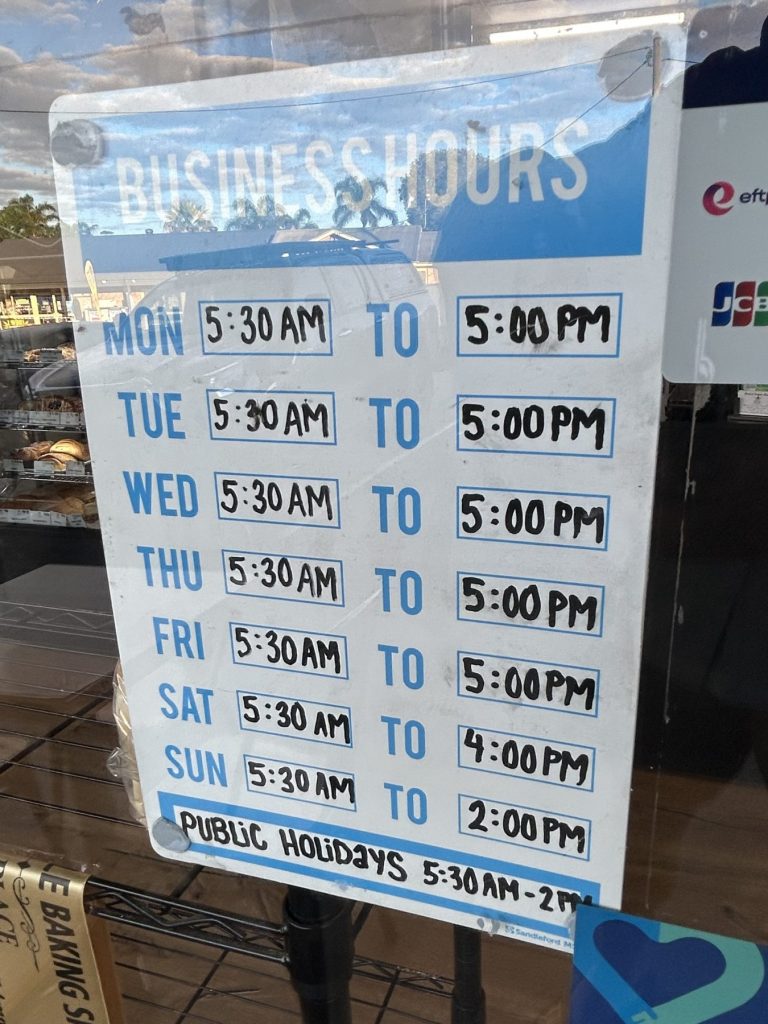 BUSINESS HOURS
MON 5:30 AM TO 5:00 PM
TUE 5:30 AM TO 5:00 PM
WED 5:30 AM TO 5:00 PM
THU 5:30 AM TO 5:00 PM
FRI 5:30 AM TO 5:00 PM
SAT 5:30 AM TO 4:00 PM
SUN 5:30 AM TO 2:00 PM
PUBLIC HOLiDaYS 5:30 AM - 2 PM
Sandleford
JCB
BAKING